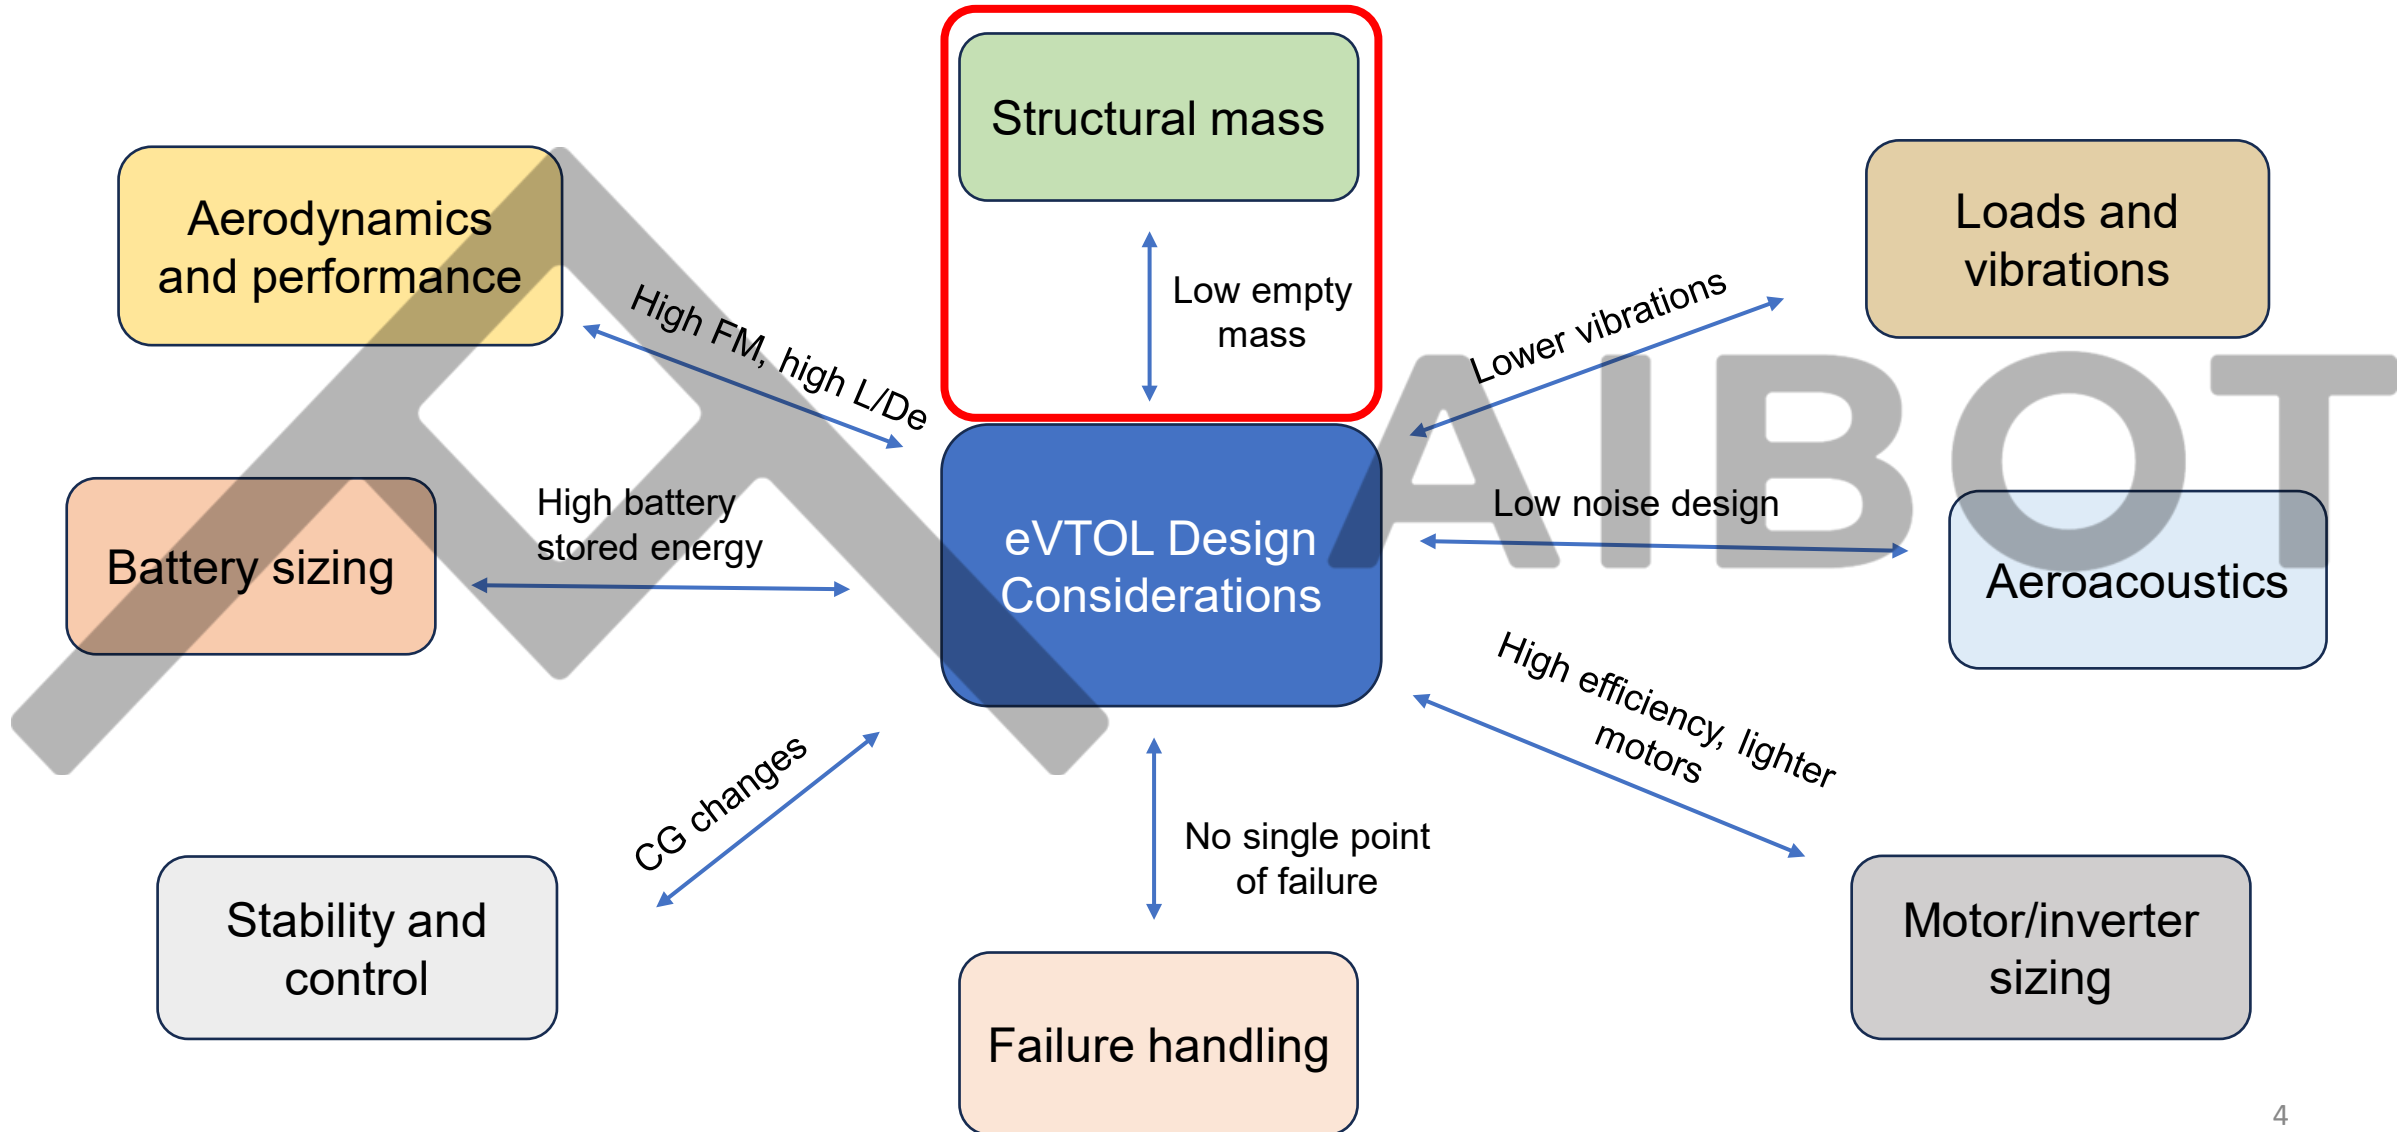 Structural mass
Aerodynamics
and performance
Loads and
vibrations
High FM, high L/De
Low empty
mass
Lower vibrations
AIBOT
Battery sizing
High battery
stored energy
eVTOL Design
Considerations
Low noise design
Aeroacoustics
CG changes
No single point
of failure
High efficiency, lighter
motors
Stability and
control
Failure handling
Motor/inverter
sizing
4